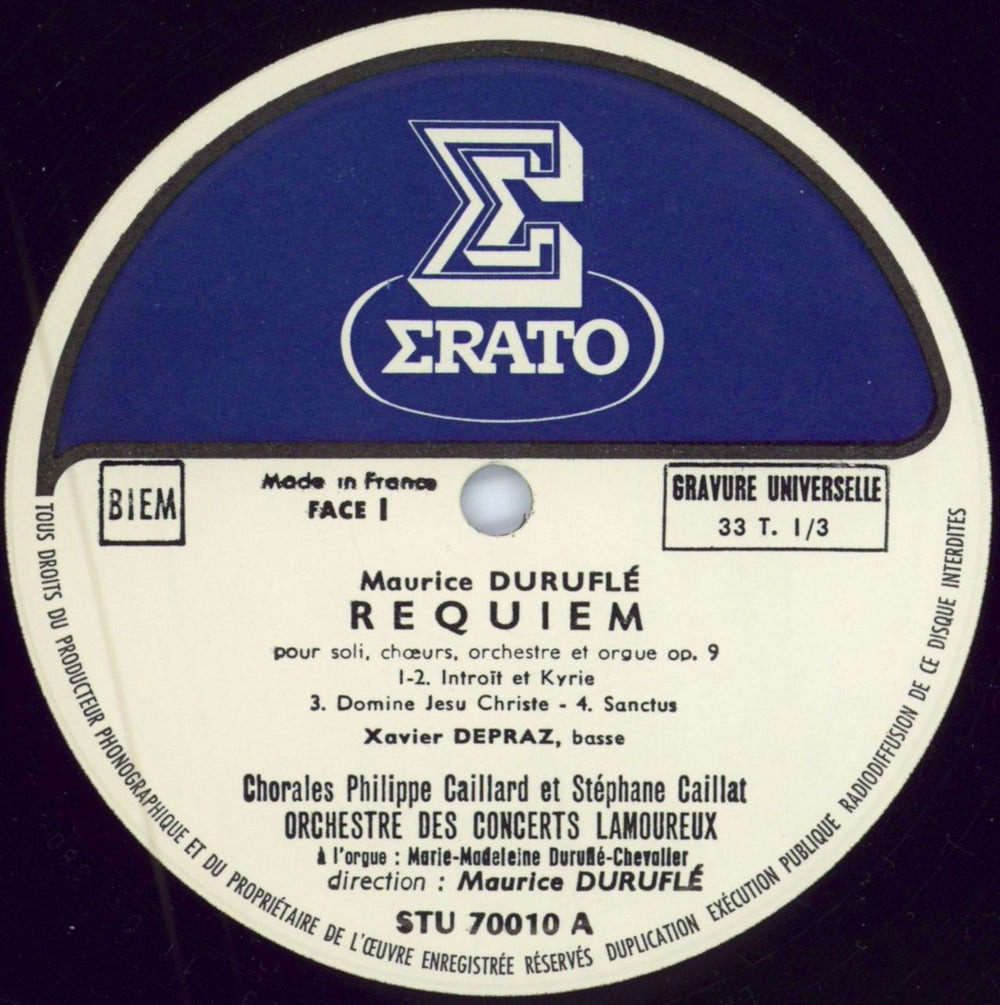 Σ
ΣRATO
BIEM
Made in France
FACE 1
GRAVURE UNIVERSELLE
33 T. 1/3
Maurice DURUFLÉ
REQUIEM
pour soli, chœurs, orchestre et orgue op. 9
1-2. Introït et Kyrie
3. Domine Jesu Christe - 4. Sanctus
Xavier DEPRAZ, basse
Chorales Philippe Caillard et Stéphane Caillat
ORCHESTRE DES CONCERTS LAMOUREUX
à l'orgue : Marie-Madeleine Duruflé-Chevalier
direction : Maurice DURUFLÉ
STU 70010 A
TOUS DROITS DU PRODUCTEUR PHONOGRAPHIQUE ET DU PROPRIÉTAIRE DE L'ŒUVRE ENREGISTRÉE RÉSERVÉS DUPLICATION EXÉCUTION PUBLIQUE RADIODIFFUSION DE CE DISQUE INTERDITES